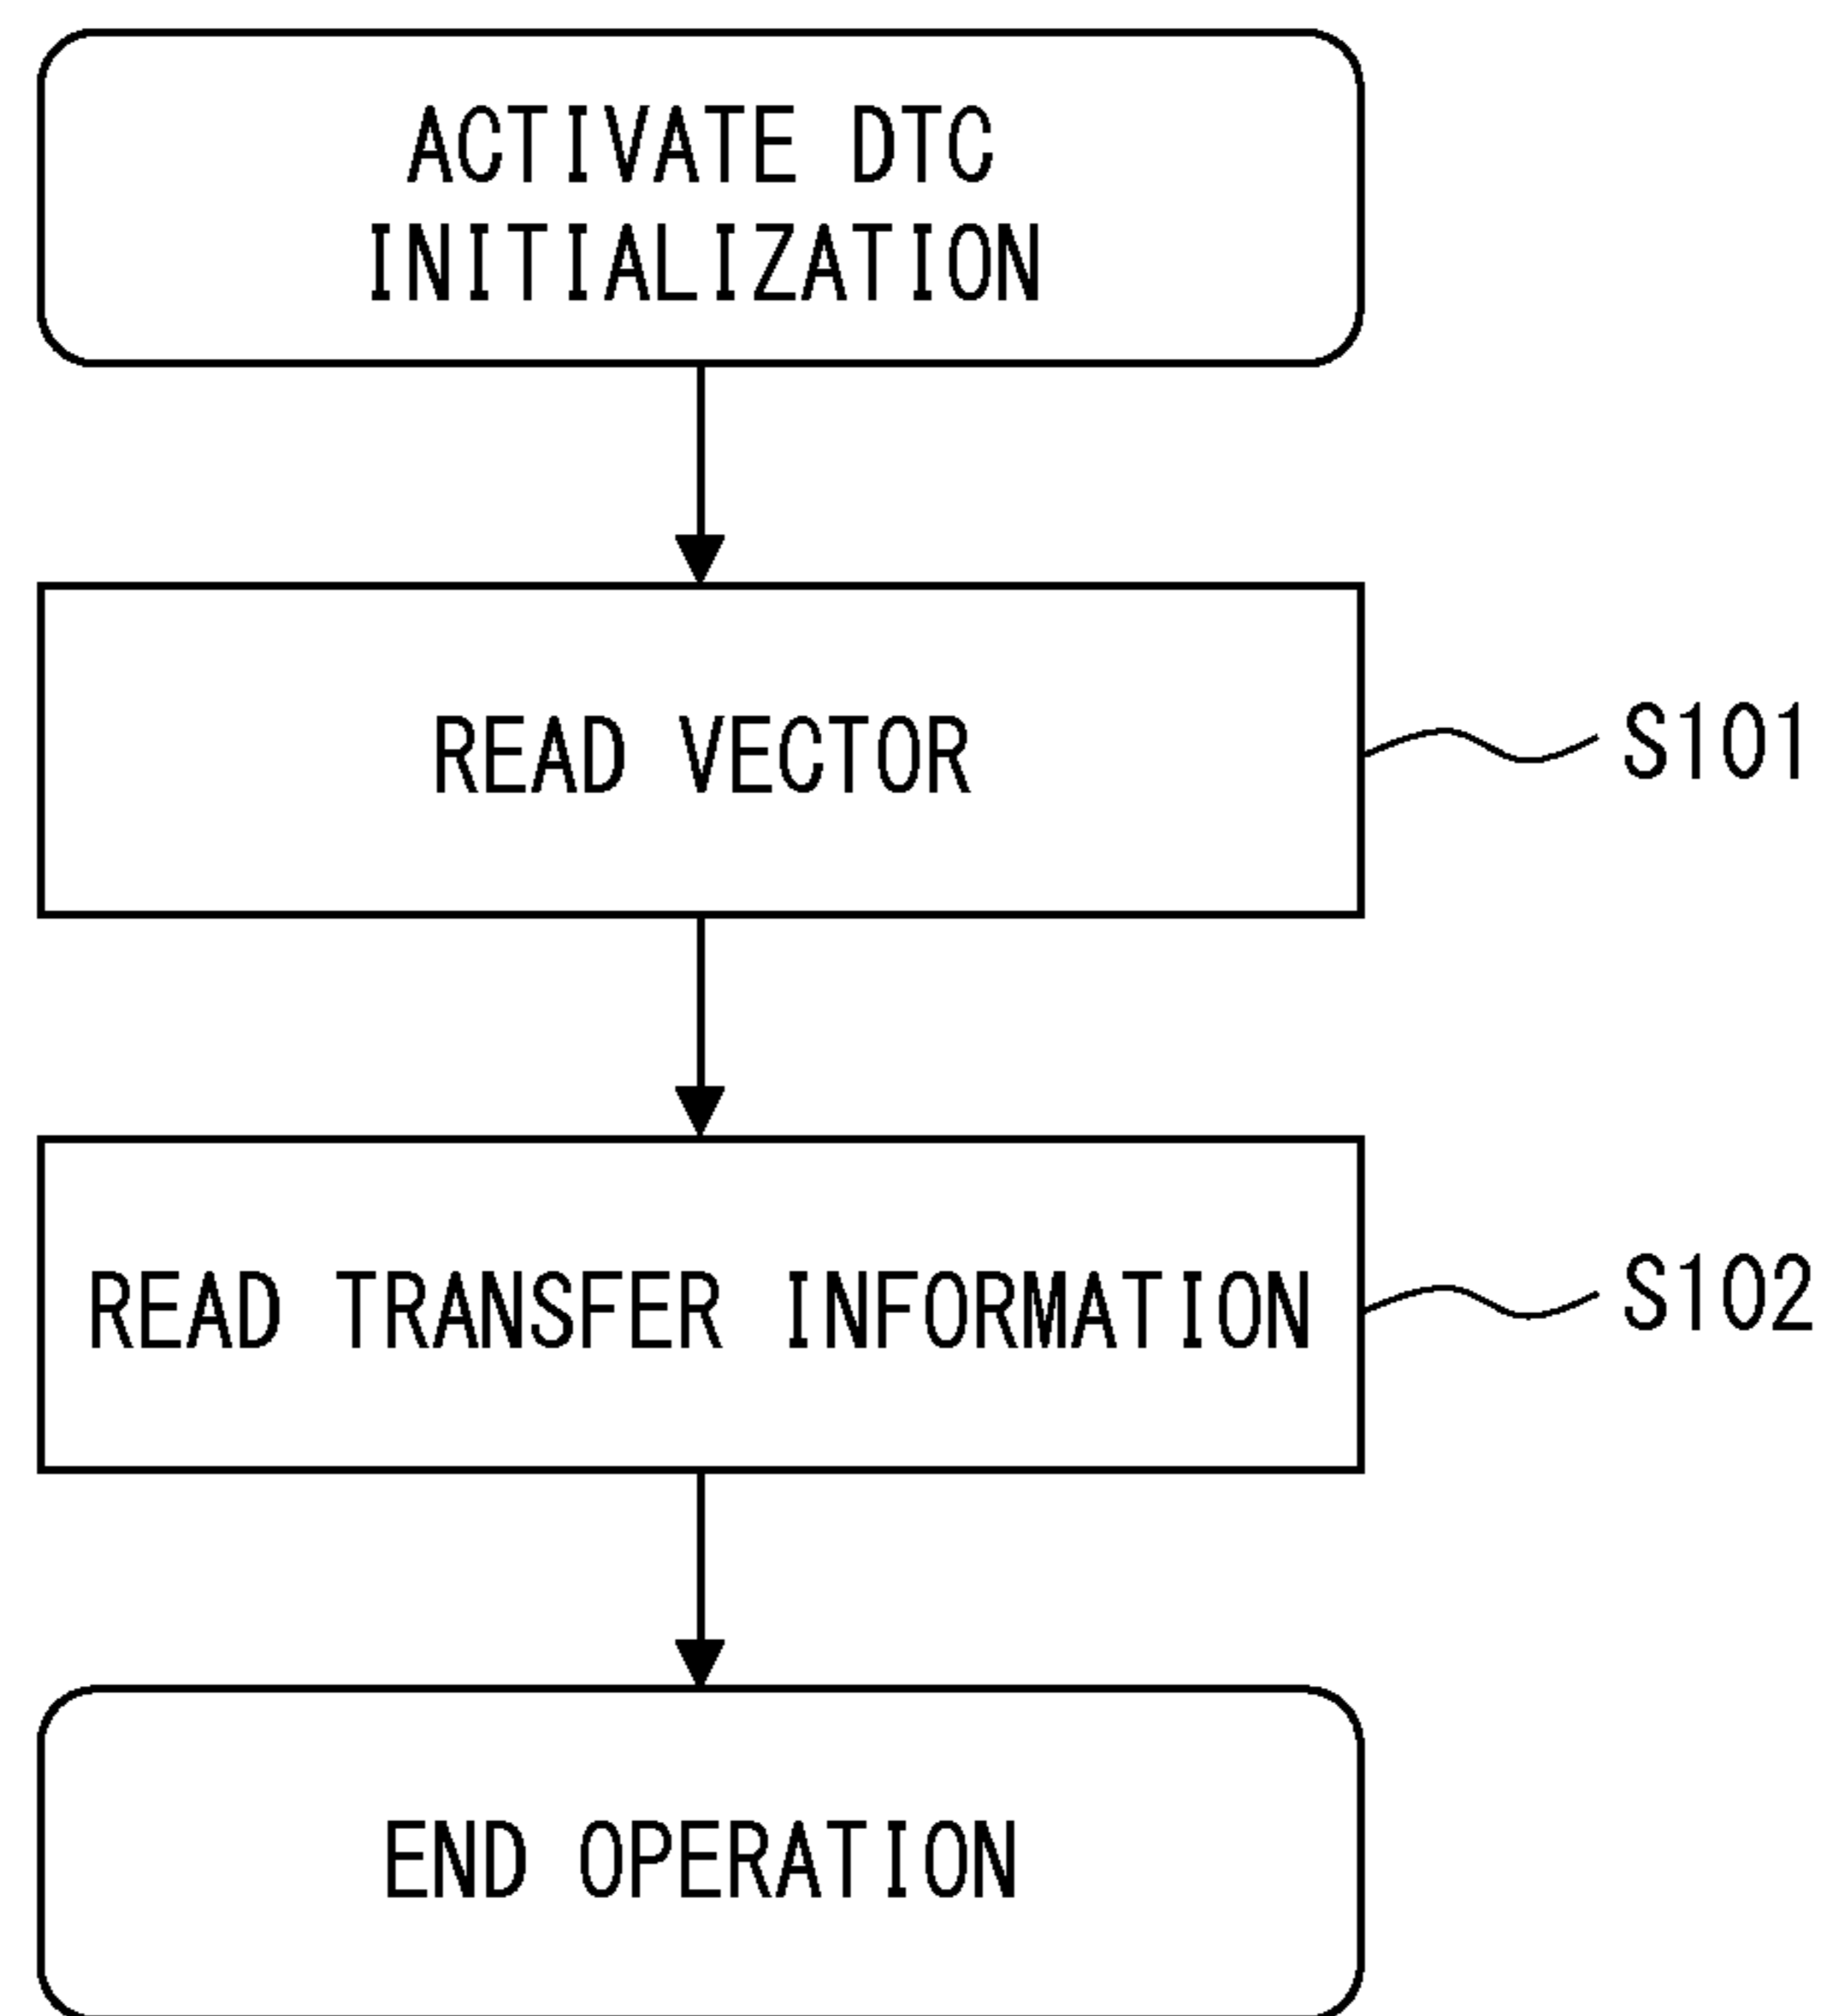 ACTIVATE DTC
INITIALIZATION
READ VECTOR
S101
READ TRANSFER INFORMATION
S102
END OPERATION